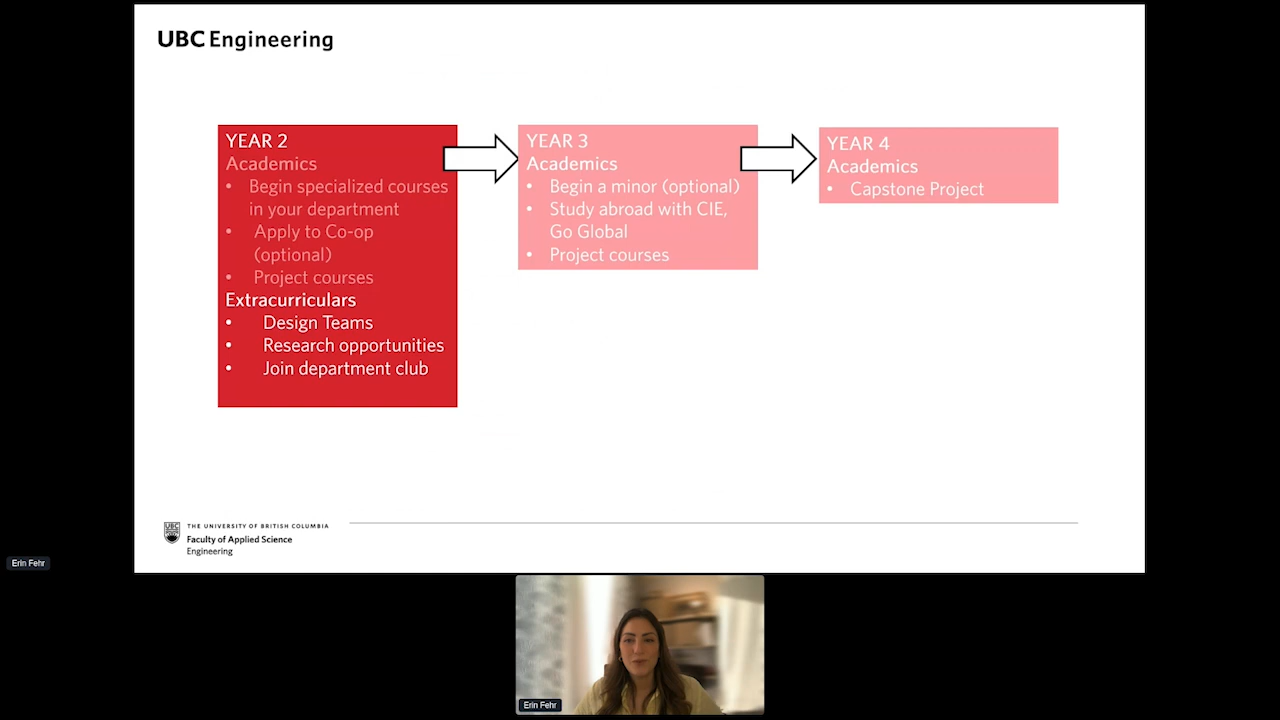 UBC Engineering
YEAR 2
Academics
• Begin specialized courses
in your department
• Apply to Co-op
(optional)
• Project courses
Extracurriculars
• Design Teams
• Research opportunities
• Join department club
YEAR 3
Academics
• Begin a minor (optional)
• Study abroad with CIE,
Go Global
• Project courses
YEAR 4
Academics
• Capstone Project
UBC
THE UNIVERSITY OF BRITISH COLUMBIA
Faculty of Applied Science
Engineering
Erin Fehr
Erin Fehr